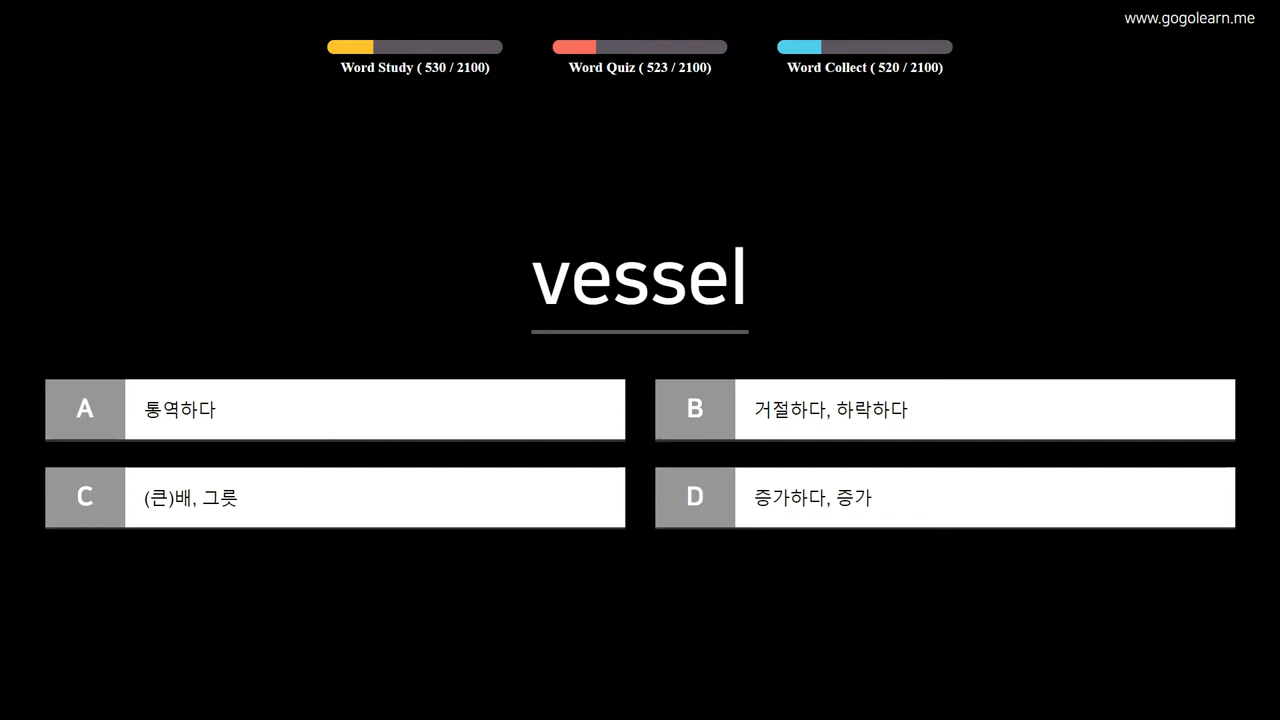 www.gogolearn.me
Word Study ( 530 / 2100)
Word Quiz ( 523 / 2100)
Word Collect ( 520 / 2100)
vessel
A 통역하다
B 거절하다, 하락하다
C (큰)배, 그릇
D 증가하다, 증가